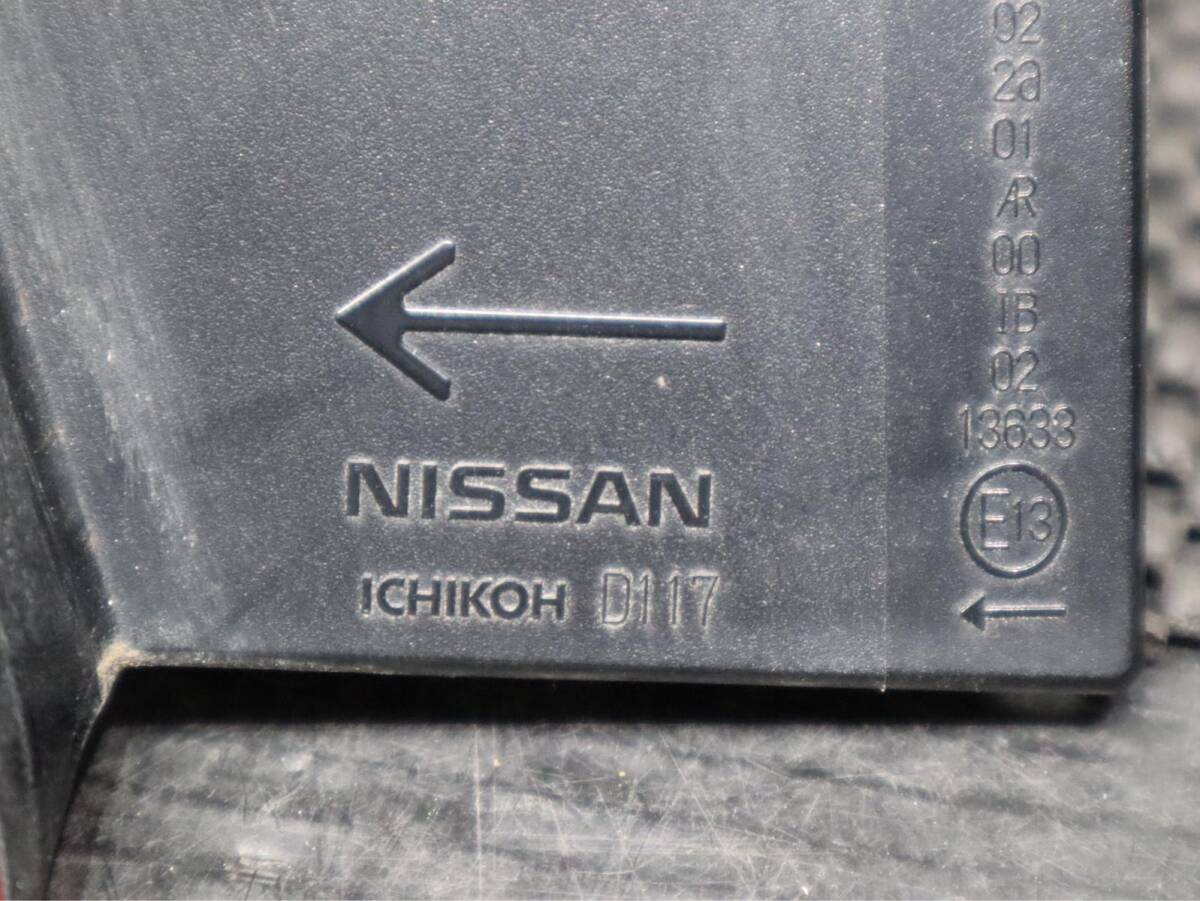 02
2a
01
AR
00
IB
02
13633
E13
NISSAN
ICHIKOH D117